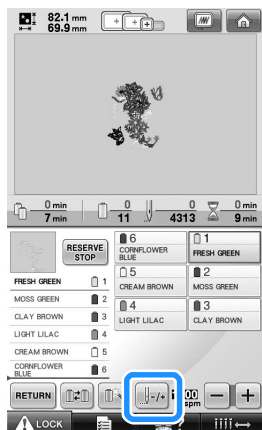 82.1 mm
69.9 mm
0 min
7 min
0
11
0
4313
0 min
9 min
RESERVE
STOP
FRESH GREEN 1
MOSS GREEN 2
CLAY BROWN 3
LIGHT LILAC 4
CREAM BROWN 5
CORNFLOWER
BLUE 6
6
CORNFLOWER
BLUE
1
FRESH GREEN
5
CREAM BROWN
2
MOSS GREEN
4
LIGHT LILAC
3
CLAY BROWN
RETURN
-/+
00
spm
- +
LOCK
?